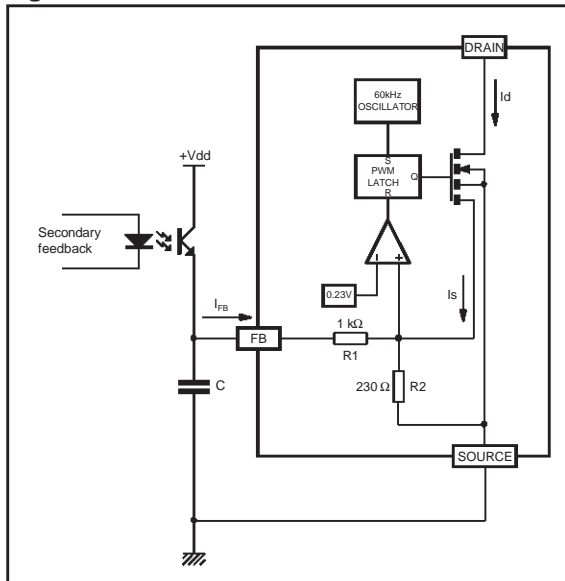 DRAIN
60kHz
OSCILLATOR
Id
+Vdd
S
PWM
LATCH
Q
R
Secondary
feedback
0.23V
Is
I_FB
1 kΩ
FB
R1
230 Ω
R2
C
SOURCE